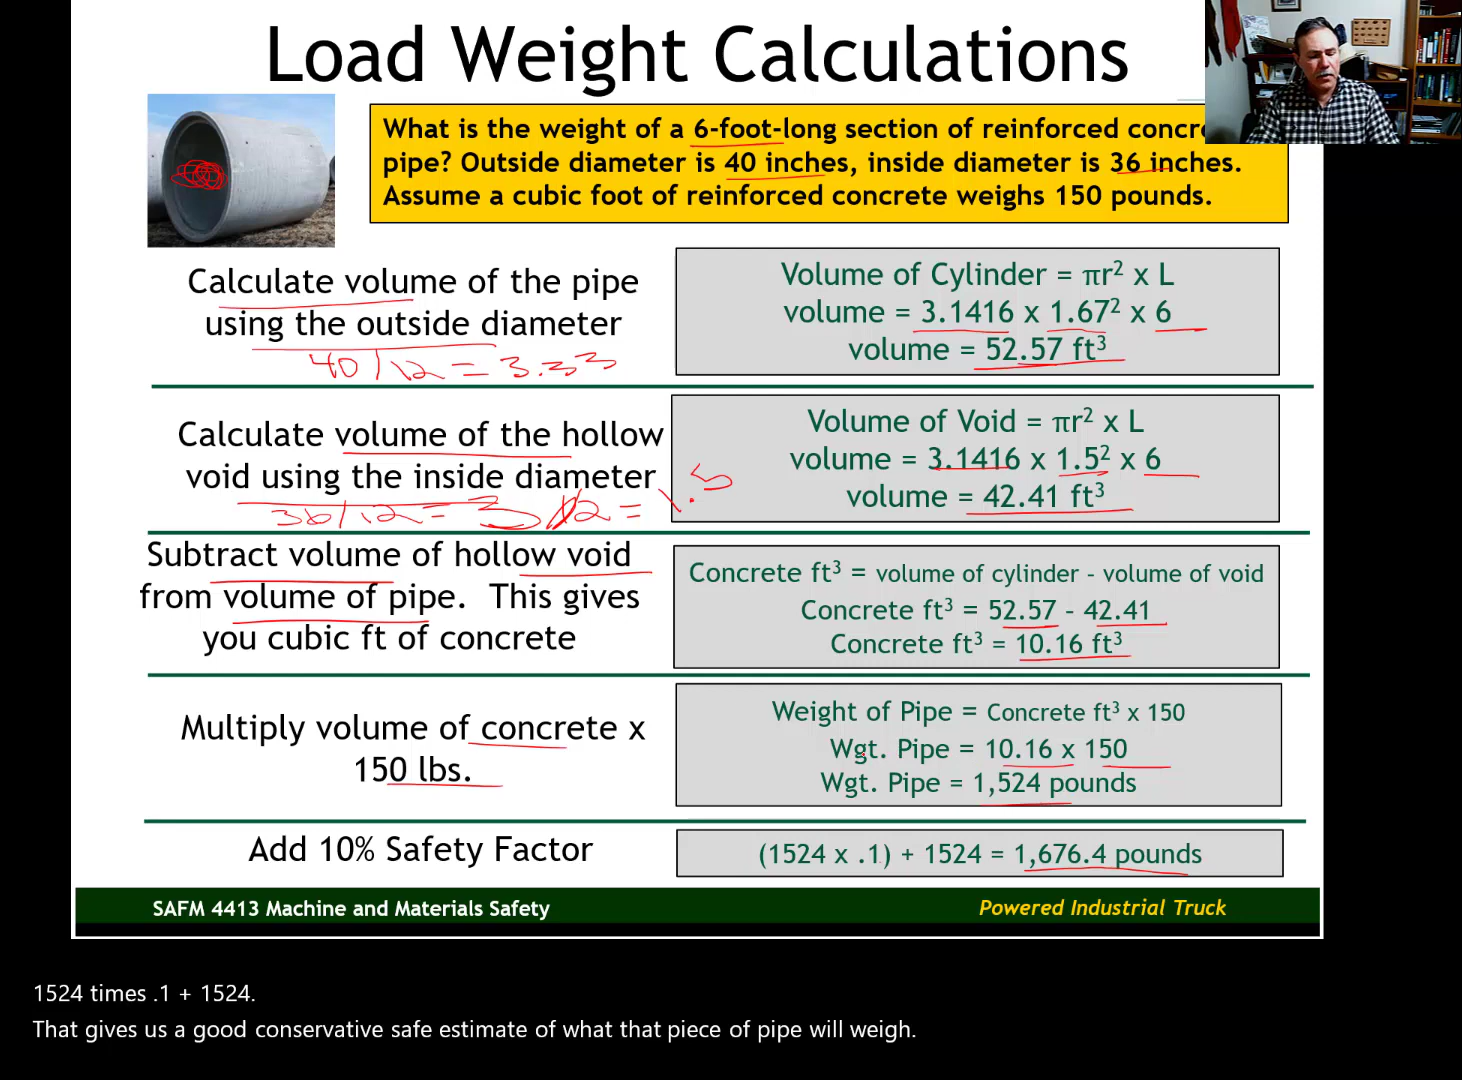 Load Weight Calculations
What is the weight of a 6-foot-long section of reinforced
pipe? Outside diameter is 40 inches, inside diameter is 36 inches.
Assume a cubic foot of reinforced concrete weighs 150 pounds.
Calculate volume of the pipe
using the outside diameter
40/12 = 3.33
Volume of Cylinder = πr² x L
volume = 3.1416 x 1.67² x 6
volume = 52.57 ft³
Calculate volume of the hollow
void using the inside diameter
36/12 = 3/2 = 1.5
Volume of Void = πr² x L
volume = 3.1416 x 1.5² x 6
volume = 42.41 ft³
Subtract volume of hollow void
from volume of pipe. This gives
you cubic ft of concrete
Concrete ft³ = volume of cylinder - volume of void
Concrete ft³ = 52.57 - 42.41
Concrete ft³ = 10.16 ft³
Multiply volume of concrete x
150 lbs.
Weight of Pipe = Concrete ft³ x 150
Wgt. Pipe = 10.16 x 150
Wgt. Pipe = 1,524 pounds
Add 10% Safety Factor
(1524 x .1) + 1524 = 1,676.4 pounds
SAFM 4413 Machine and Materials Safety
Powered Industrial Truck
1524 times .1 + 1524.
That gives us a good conservative safe estimate of what that piece of pipe will weigh.